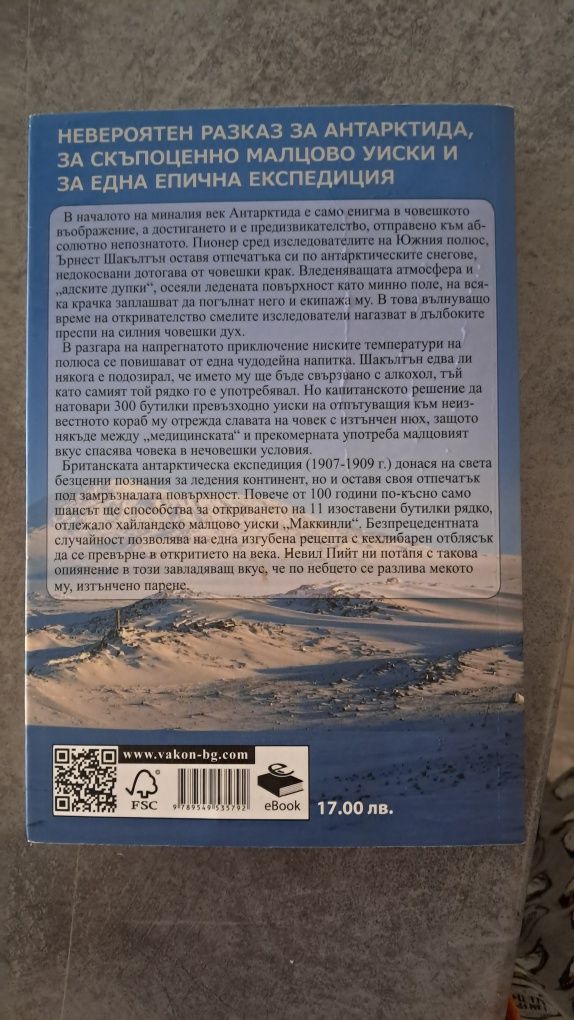 НЕВЕРОЯТЕН РАЗКАЗ ЗА АНТАРКТИДА,
ЗА СКЪПОЦЕННО МАЛЦОВО УИСКИ И
ЗА ЕДНА ЕПИЧНА ЕКСПЕДИЦИЯ
В началото на миналия век Антарктида е само енигма в човешкото
въображение, а достигането и е предизвикателство, отправено към аб-
солютно непознатото. Пионер сред изследователите на Южния полюс,
Ърнест Шакълтън оставя отпечатъка си по антарктическите снегове,
недокосвани дотогава от човешки крак. Вледеняващата атмосфера и
„адските дупки“, осеяли ледената повърхност като минно поле, на вся-
ка крачка заплашват да погълнат него и екипажа му. В това вълнуващо
време на откривателство смелите изследователи нагазват в дълбоките
преспи на силния човешки дух.
В разгара на напрегнатото приключение ниските температури на
полюса се повишават от една чудодейна напитка. Шакълтън едва ли
някога е подозирал, че името му ще бъде свързвано с алкохол, тъй
като самият той рядко го е употребявал. Но капитанското решение да
натовари 300 бутилки превъзходно уиски на отпътуващия към неиз-
вестното кораб му отрежда славата на човек с изтънчен нюх, защото
някъде между „медицинската“ и прекомерната употреба малцовият
вкус спасява човека в нечовешки условия.
Британската антарктическа експедиция (1907-1909 г.) донася на света
безценни познания за ледения континент, но и оставя своя отпечатък
под замръзналата повърхност. Повече от 100 години по-късно само
шансът ще способства за откриването на 11 изоставени бутилки рядко,
отлежало хайландско малцово уиски „Маккинли“. Безпрецедентната
случайност позволява на една изгубена рецепта с кехлибарен отблясък
да се превърне в откритието на века. Невил Пийт ни потапя с такова
опиянение в този завладяващ вкус, че по небцето се разлива мекото
му, изтънчено парене.
www.vakon-bg.com
FSC
9 789549 535792
e
eBook
17.00 лв.